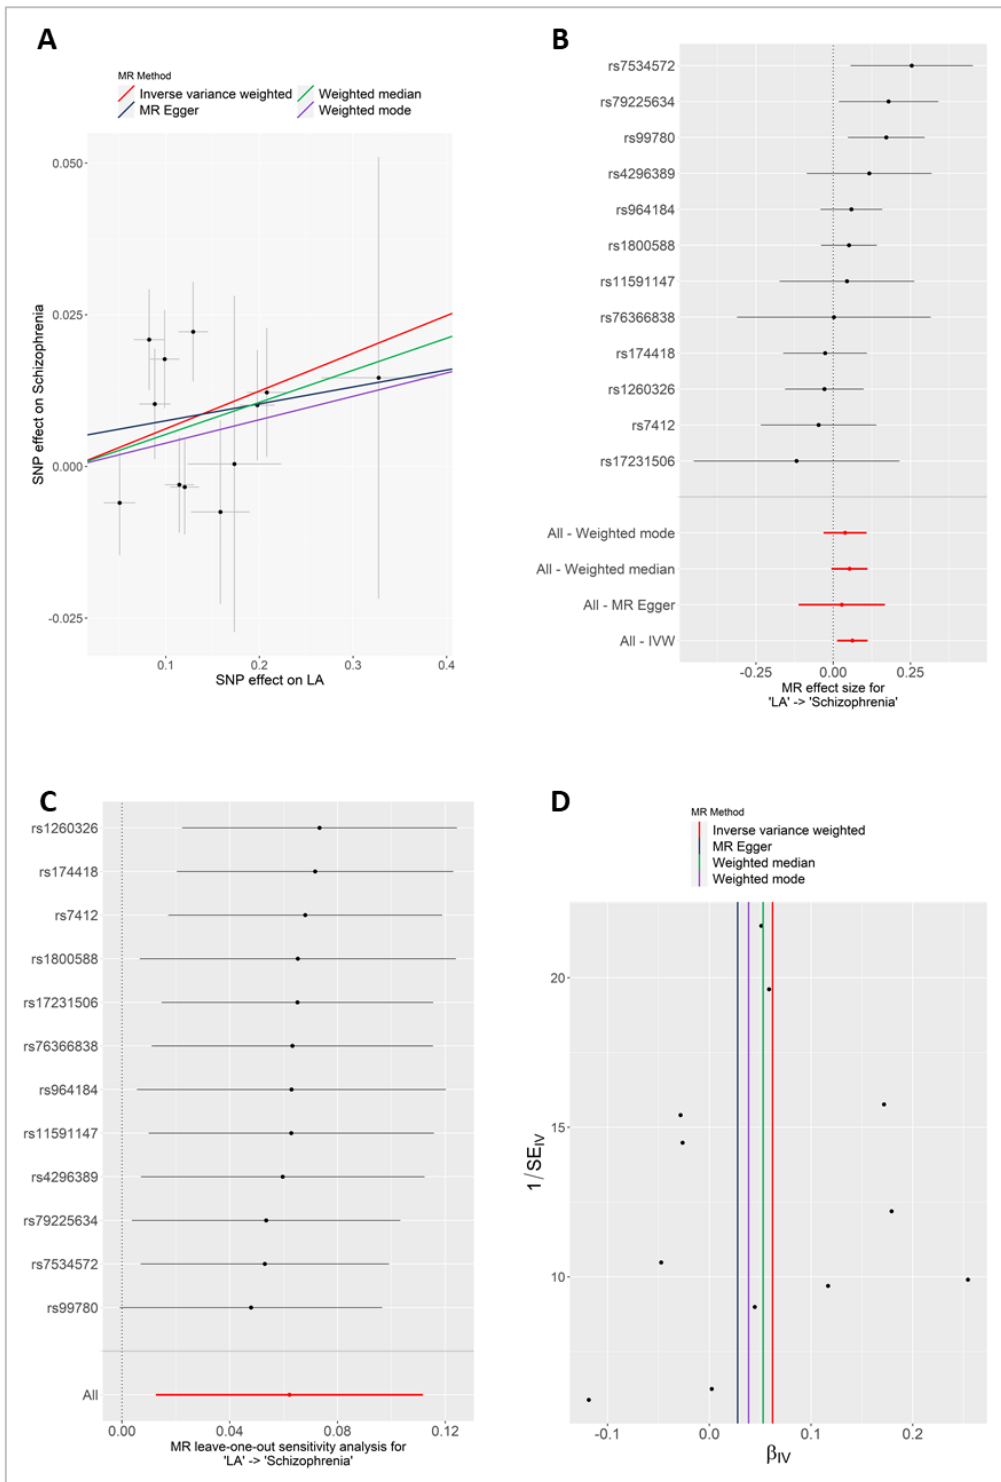 A
MR Method
Inverse variance weighted
Weighted median
MR Egger
Weighted mode
0.050
0.025
0.000
-0.025
SNP effect on Schizophrenia
0.1
0.2
0.3
0.4
SNP effect on LA
B
rs7534572
rs79225634
rs99780
rs4296389
rs964184
rs1800588
rs11591147
rs76366838
rs174418
rs1260326
rs7412
rs17231506
All - Weighted mode
All - Weighted median
All - MR Egger
All - IVW
-0.25
0.00
0.25
MR effect size for
'LA' -> 'Schizophrenia'
C
rs1260326
rs174418
rs7412
rs1800588
rs17231506
rs76366838
rs964184
rs11591147
rs4296389
rs79225634
rs7534572
rs99780
All
0.00
0.04
0.08
0.12
MR leave-one-out sensitivity analysis for
'LA' -> 'Schizophrenia'
D
MR Method
Inverse variance weighted
MR Egger
Weighted median
Weighted mode
20
15
10
1/SEIV
-0.1
0.0
0.1
0.2
βIV